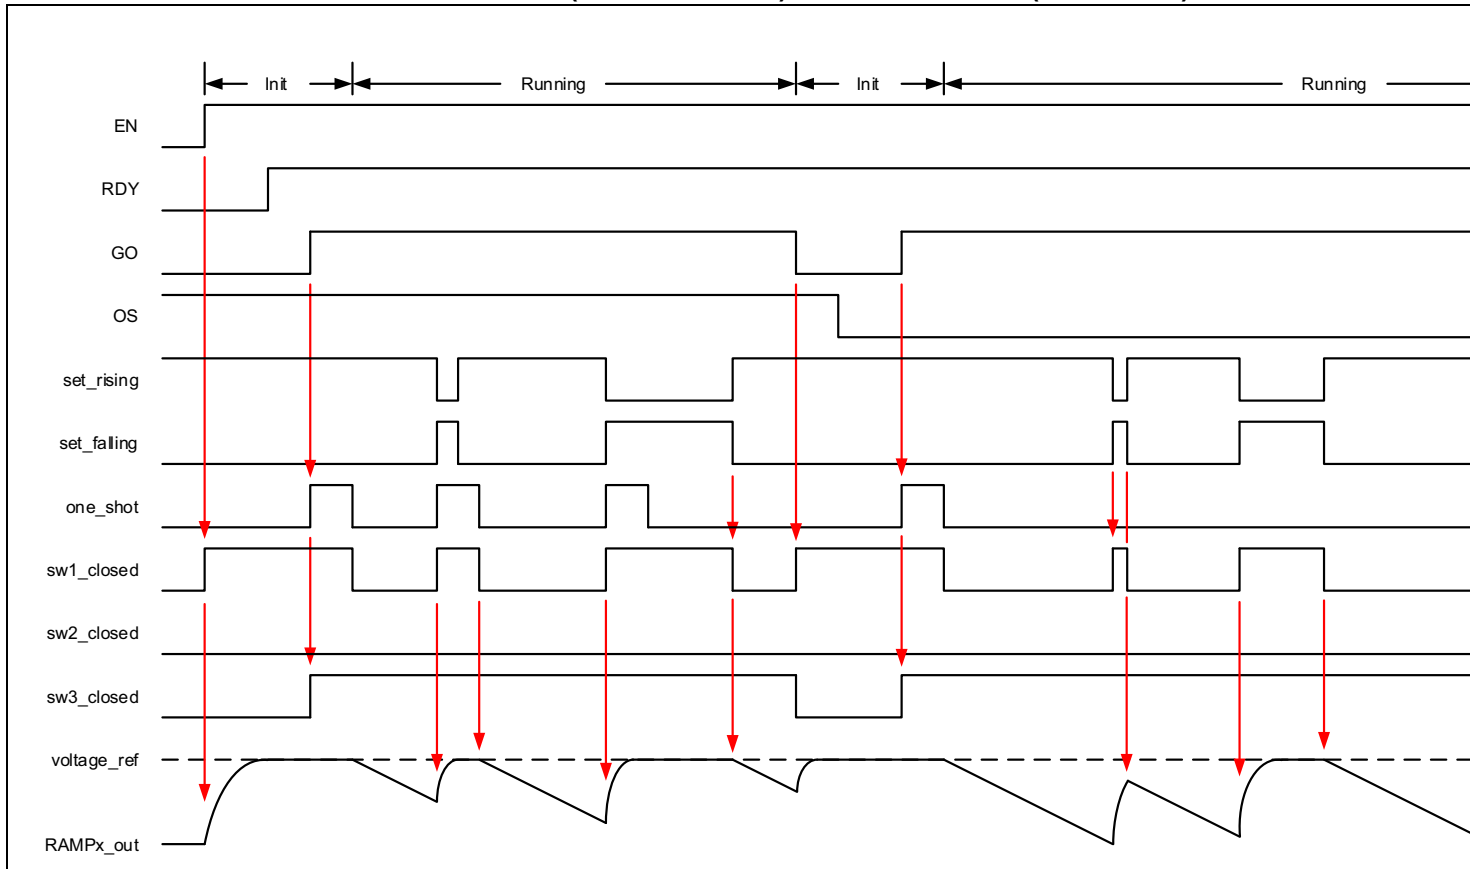 Init Running Init Running
EN
RDY
GO
OS
set_rising
set_falling
one_shot
sw1_closed
sw2_closed
sw3_closed
voltage_ref
RAMPx_out